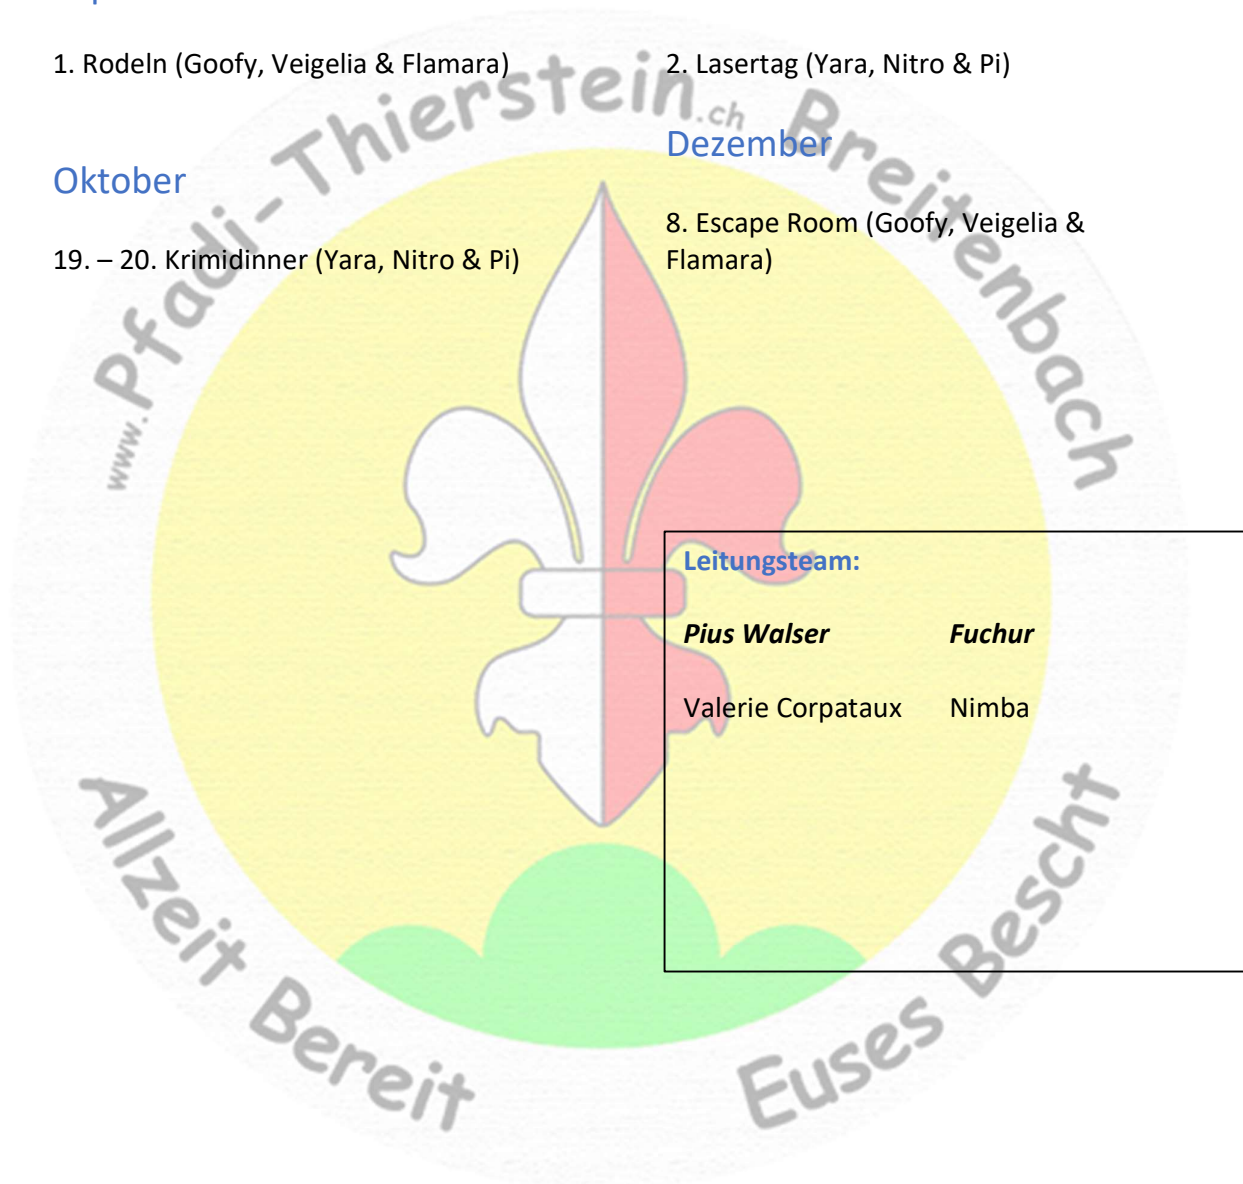 1. Rodeln (Goofy, Veigelia & Flamara)
Oktober
19. – 20. Krimidinner (Yara, Nitro & Pi)
2. Lasertag (Yara, Nitro & Pi)
Dezember
8. Escape Room (Goofy, Veigelia &
Flamara)
Leitungsteam:
Pius Walser Fuchur
Valerie Corpataux Nimba
www.Pfadi-Thierstein.ch Breitenbach
Allzeit Bereit
Euses Bescht